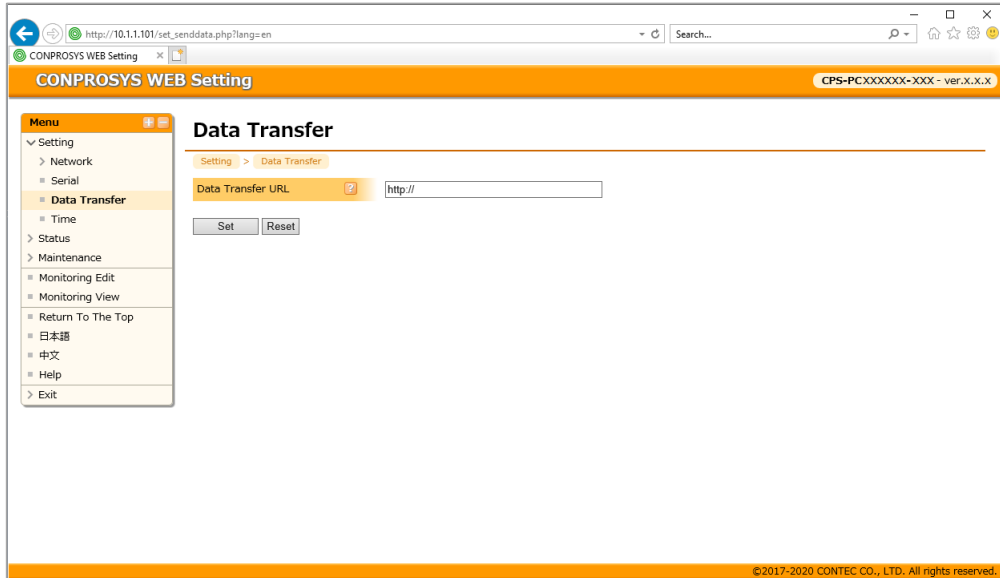 http://10.1.1.101/set_senddata.php?lang=en
Search...
CONPROSYS WEB Setting
CONPROSYS WEB Setting
CPS-PCXXXXXX-XXX - ver.x.x.x
Menu
Setting
Network
Serial
Data Transfer
Time
Status
Maintenance
Monitoring Edit
Monitoring View
Return To The Top
日本語
中文
Help
Exit
Data Transfer
Setting > Data Transfer
Data Transfer URL ? http://
Set Reset
©2017-2020 CONTEC CO., LTD. All rights reserved.